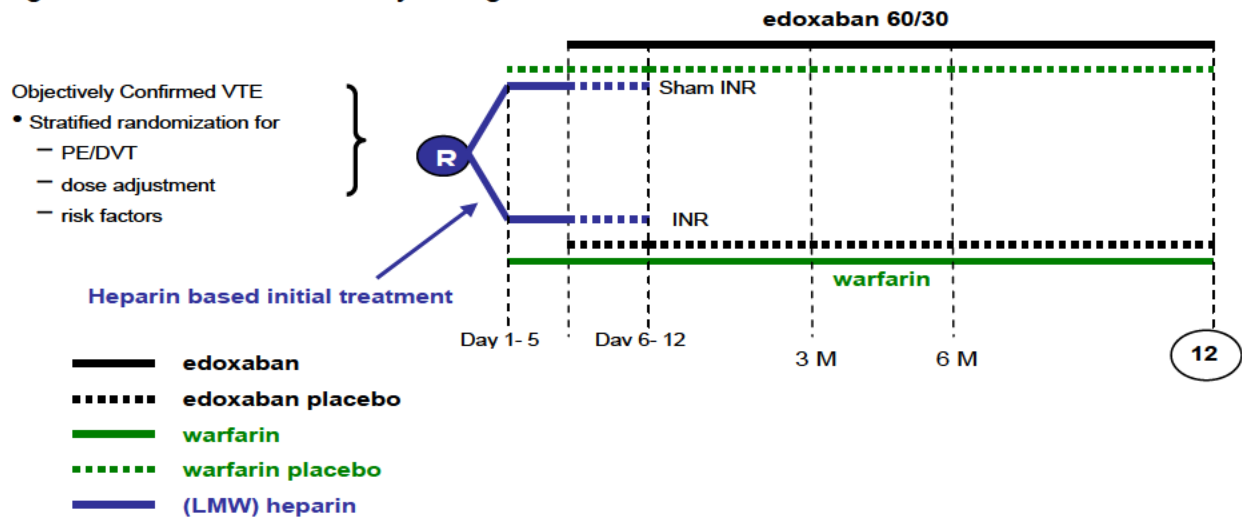 edoxaban 60/30
Objectively Confirmed VTE
• Stratified randomization for
– PE/DVT
– dose adjustment
– risk factors
R
Sham INR
INR
warfarin
Heparin based initial treatment
Day 1- 5
Day 6- 12
3 M
6 M
12
edoxaban
edoxaban placebo
warfarin
warfarin placebo
(LMW) heparin